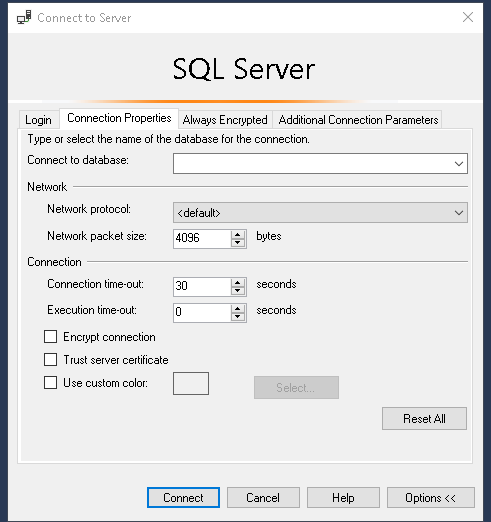 Connect to Server
SQL Server
Login Connection Properties Always Encrypted Additional Connection Parameters
Type or select the name of the database for the connection.
Connect to database:
Network
Network protocol: <default>
Network packet size: 4096 bytes
Connection
Connection time-out: 30 seconds
Execution time-out: 0 seconds
Encrypt connection
Trust server certificate
Use custom color: Select...
Reset All
Connect Cancel Help Options <<